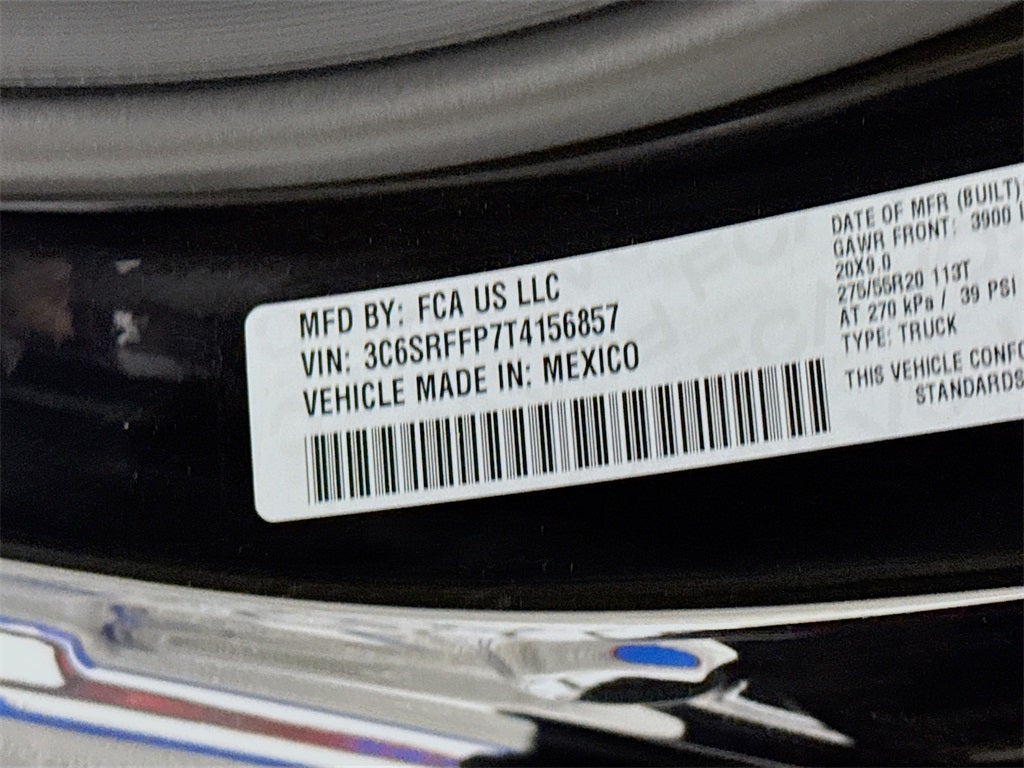 MFD BY: FCA US LLC
VIN: 3C6SRFFP7T4156857
VEHICLE MADE IN: MEXICO
DATE OF MFR (BUILT)
GAWR FRONT: 3900
20X9.0
275/55R20 113T
AT 270 kPa / 39 PSI
TYPE: TRUCK
THIS VEHICLE CONFO
STANDARDS